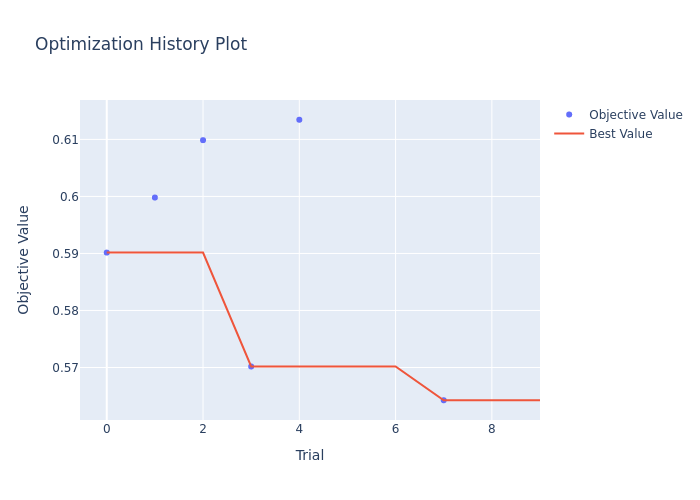 Optimization History Plot
Objective Value
Best Value
0.61
0.6
0.59
0.58
0.57
Objective Value
0 2 4 6 8
Trial